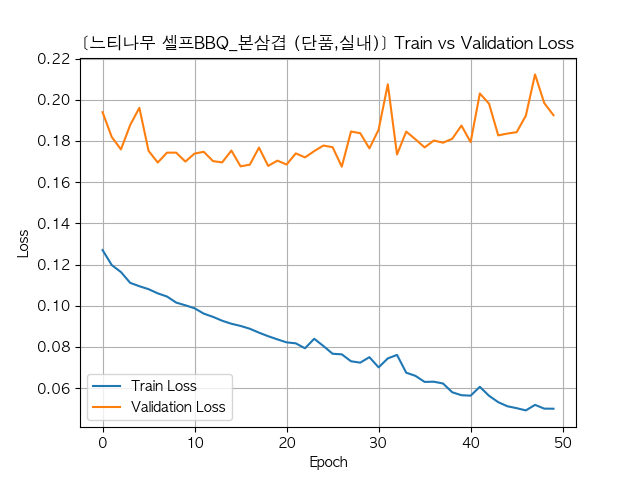 [느티나무 셀프BBQ_본삼겹 (단품,실내)] Train vs Validation Loss
0.22
0.20
0.18
0.16
0.14
0.12
0.10
0.08
0.06
Loss
Train Loss
Validation Loss
0 10 20 30 40 50
Epoch